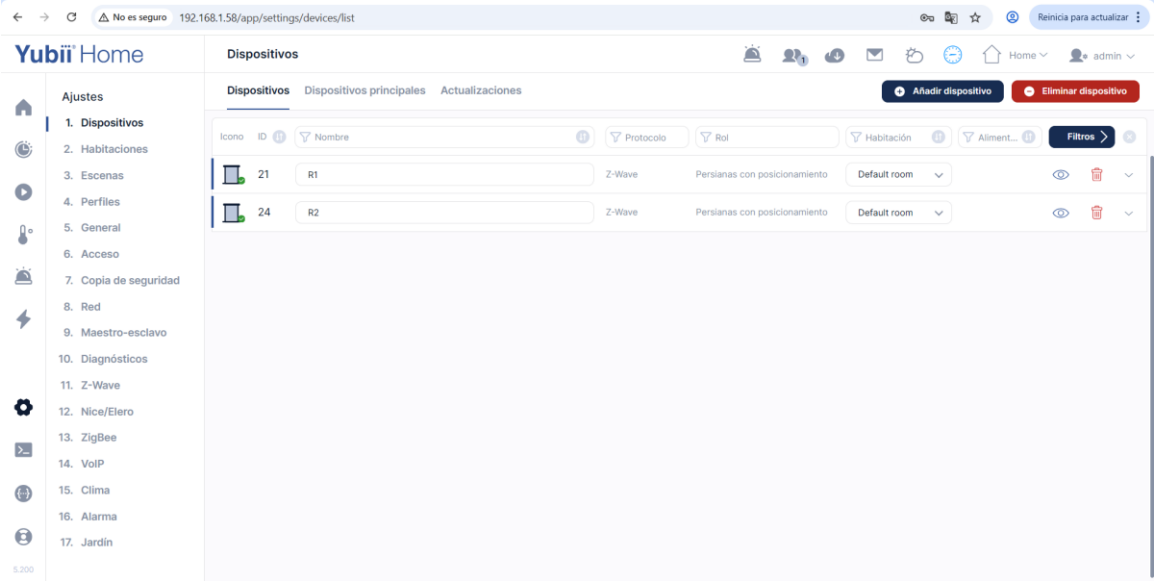 No es seguro 192.168.1.58/app/settings/devices/list Reinicia para actualizar
Yubii Home Dispositivos 1 Home admin
Ajustes
Dispositivos Dispositivos principales Actualizaciones Añadir dispositivo Eliminar dispositivo
1. Dispositivos
2. Habitaciones
3. Escenas
4. Perfiles
5. General
6. Acceso
7. Copia de seguridad
8. Red
9. Maestro-esclavo
10. Diagnósticos
11. Z-Wave
12. Nice/Elero
13. ZigBee
14. VoIP
15. Clima
16. Alarma
17. Jardín
5.200
Icono ID Nombre Protocolo Rol Habitación Aliment... Filtros
21 R1 Z-Wave Persianas con posicionamiento Default room
24 R2 Z-Wave Persianas con posicionamiento Default room